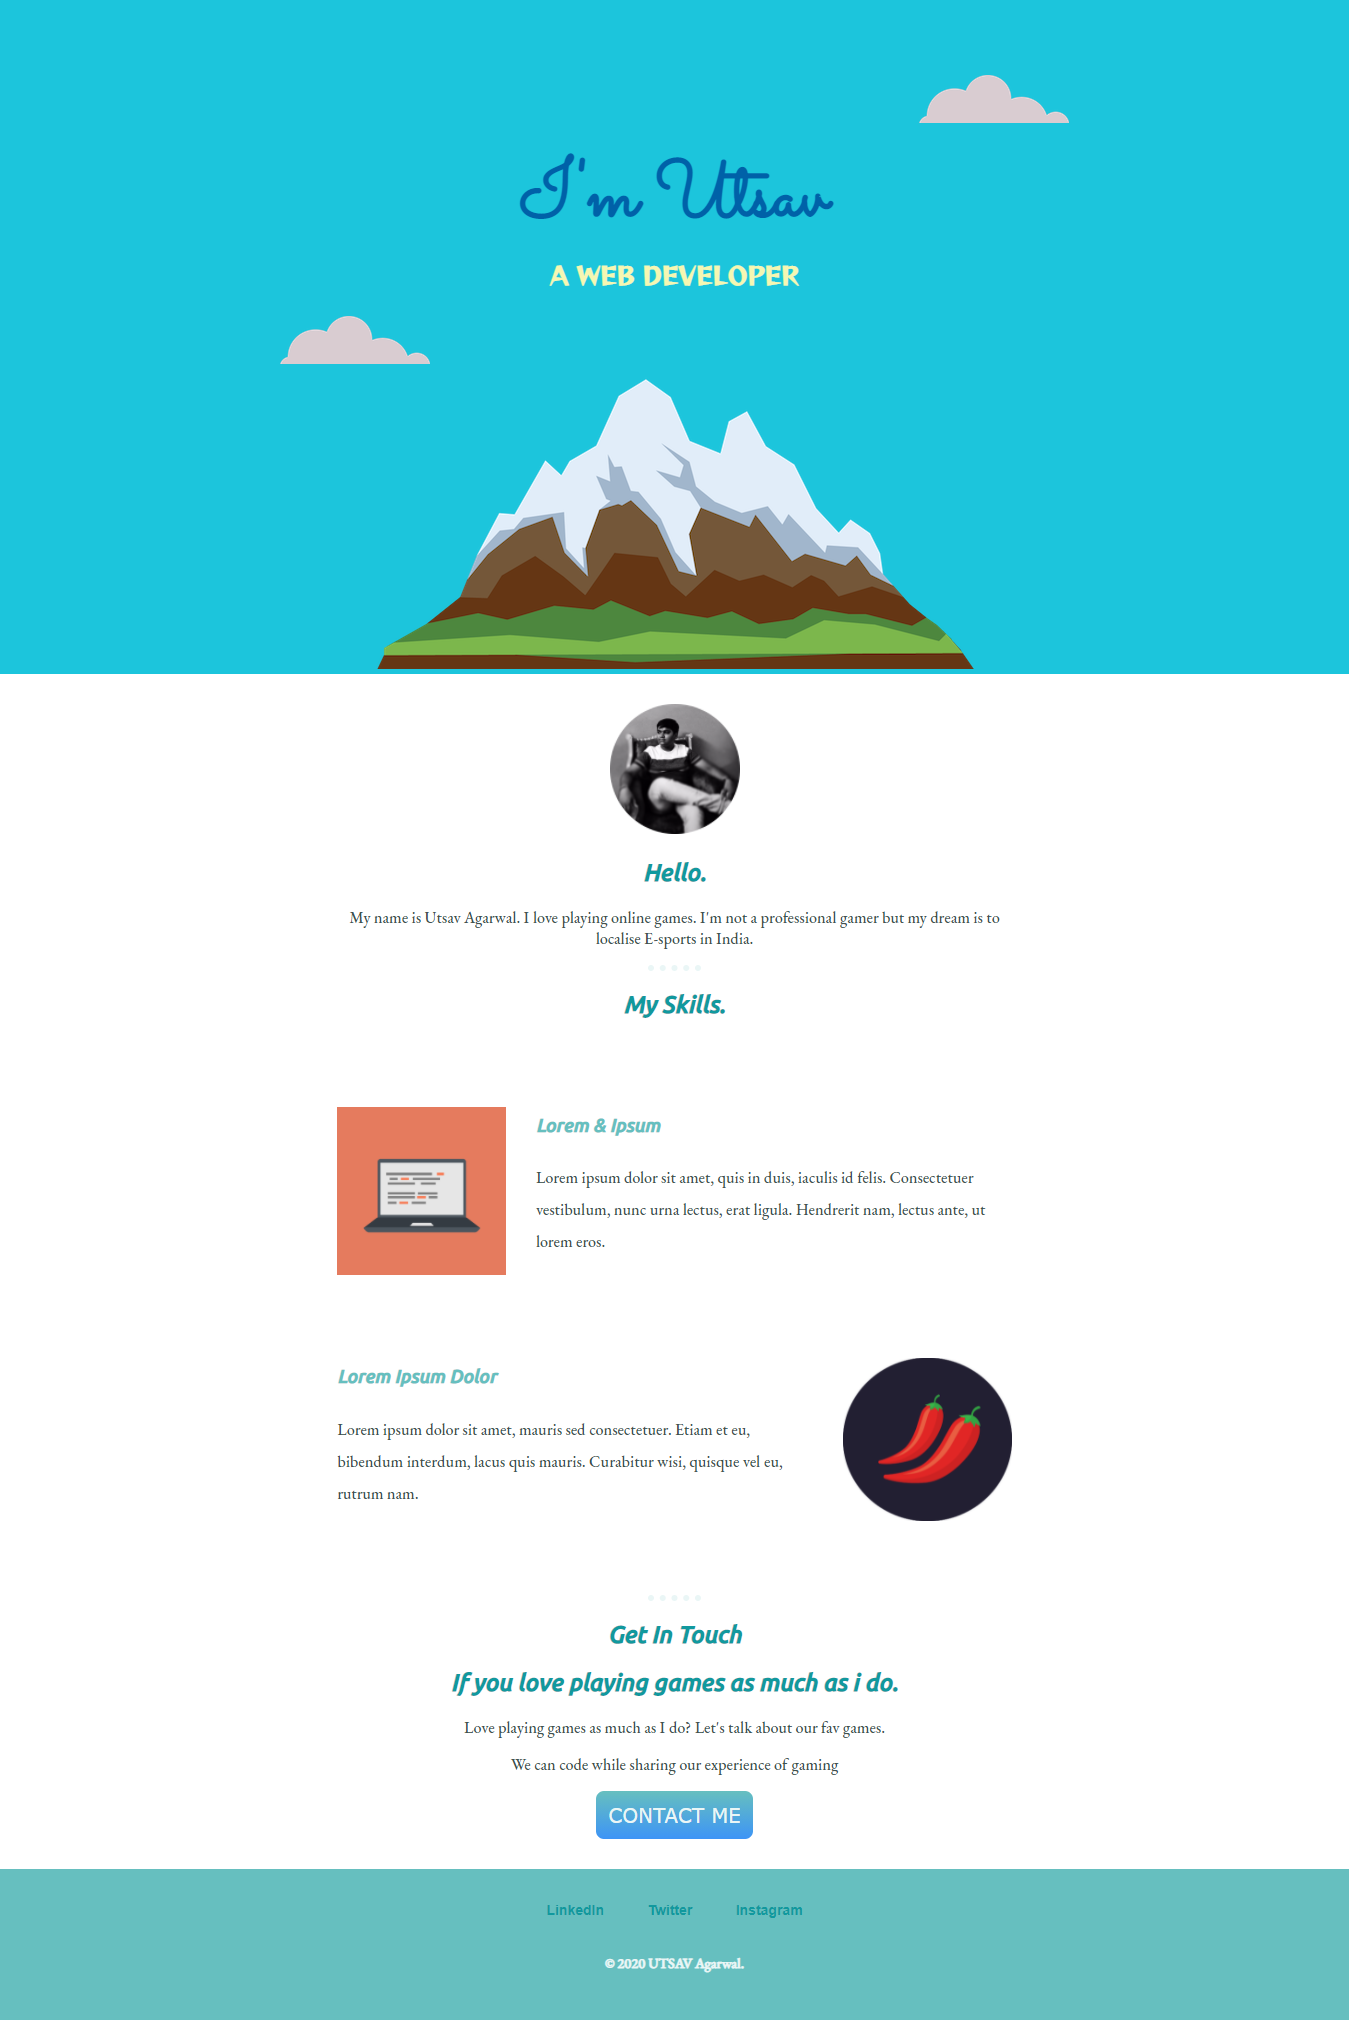 I'm Utsav
A WEB DEVELOPER
Hello.
My name is Utsav Agarwal. I love playing online games. I'm not a professional gamer but my dream is to
localise E-sports in India.
My Skills.
Lorem & Ipsum
Lorem ipsum dolor sit amet, quis in duis, iaculis id felis. Consectetuer
vestibulum, nunc urna lectus, erat ligula. Hendrerit nam, lectus ante, ut
lorem eros.
Lorem Ipsum Dolor
Lorem ipsum dolor sit amet, mauris sed consectetuer. Etiam et eu,
bibendum interdum, lacus quis mauris. Curabitur wisi, quisque vel eu,
rutrum nam.
Get In Touch
If you love playing games as much as i do.
Love playing games as much as I do? Let's talk about our fav games.
We can code while sharing our experience of gaming
CONTACT ME
LinkedIn Twitter Instagram
© 2020 UTSAV Agarwal.